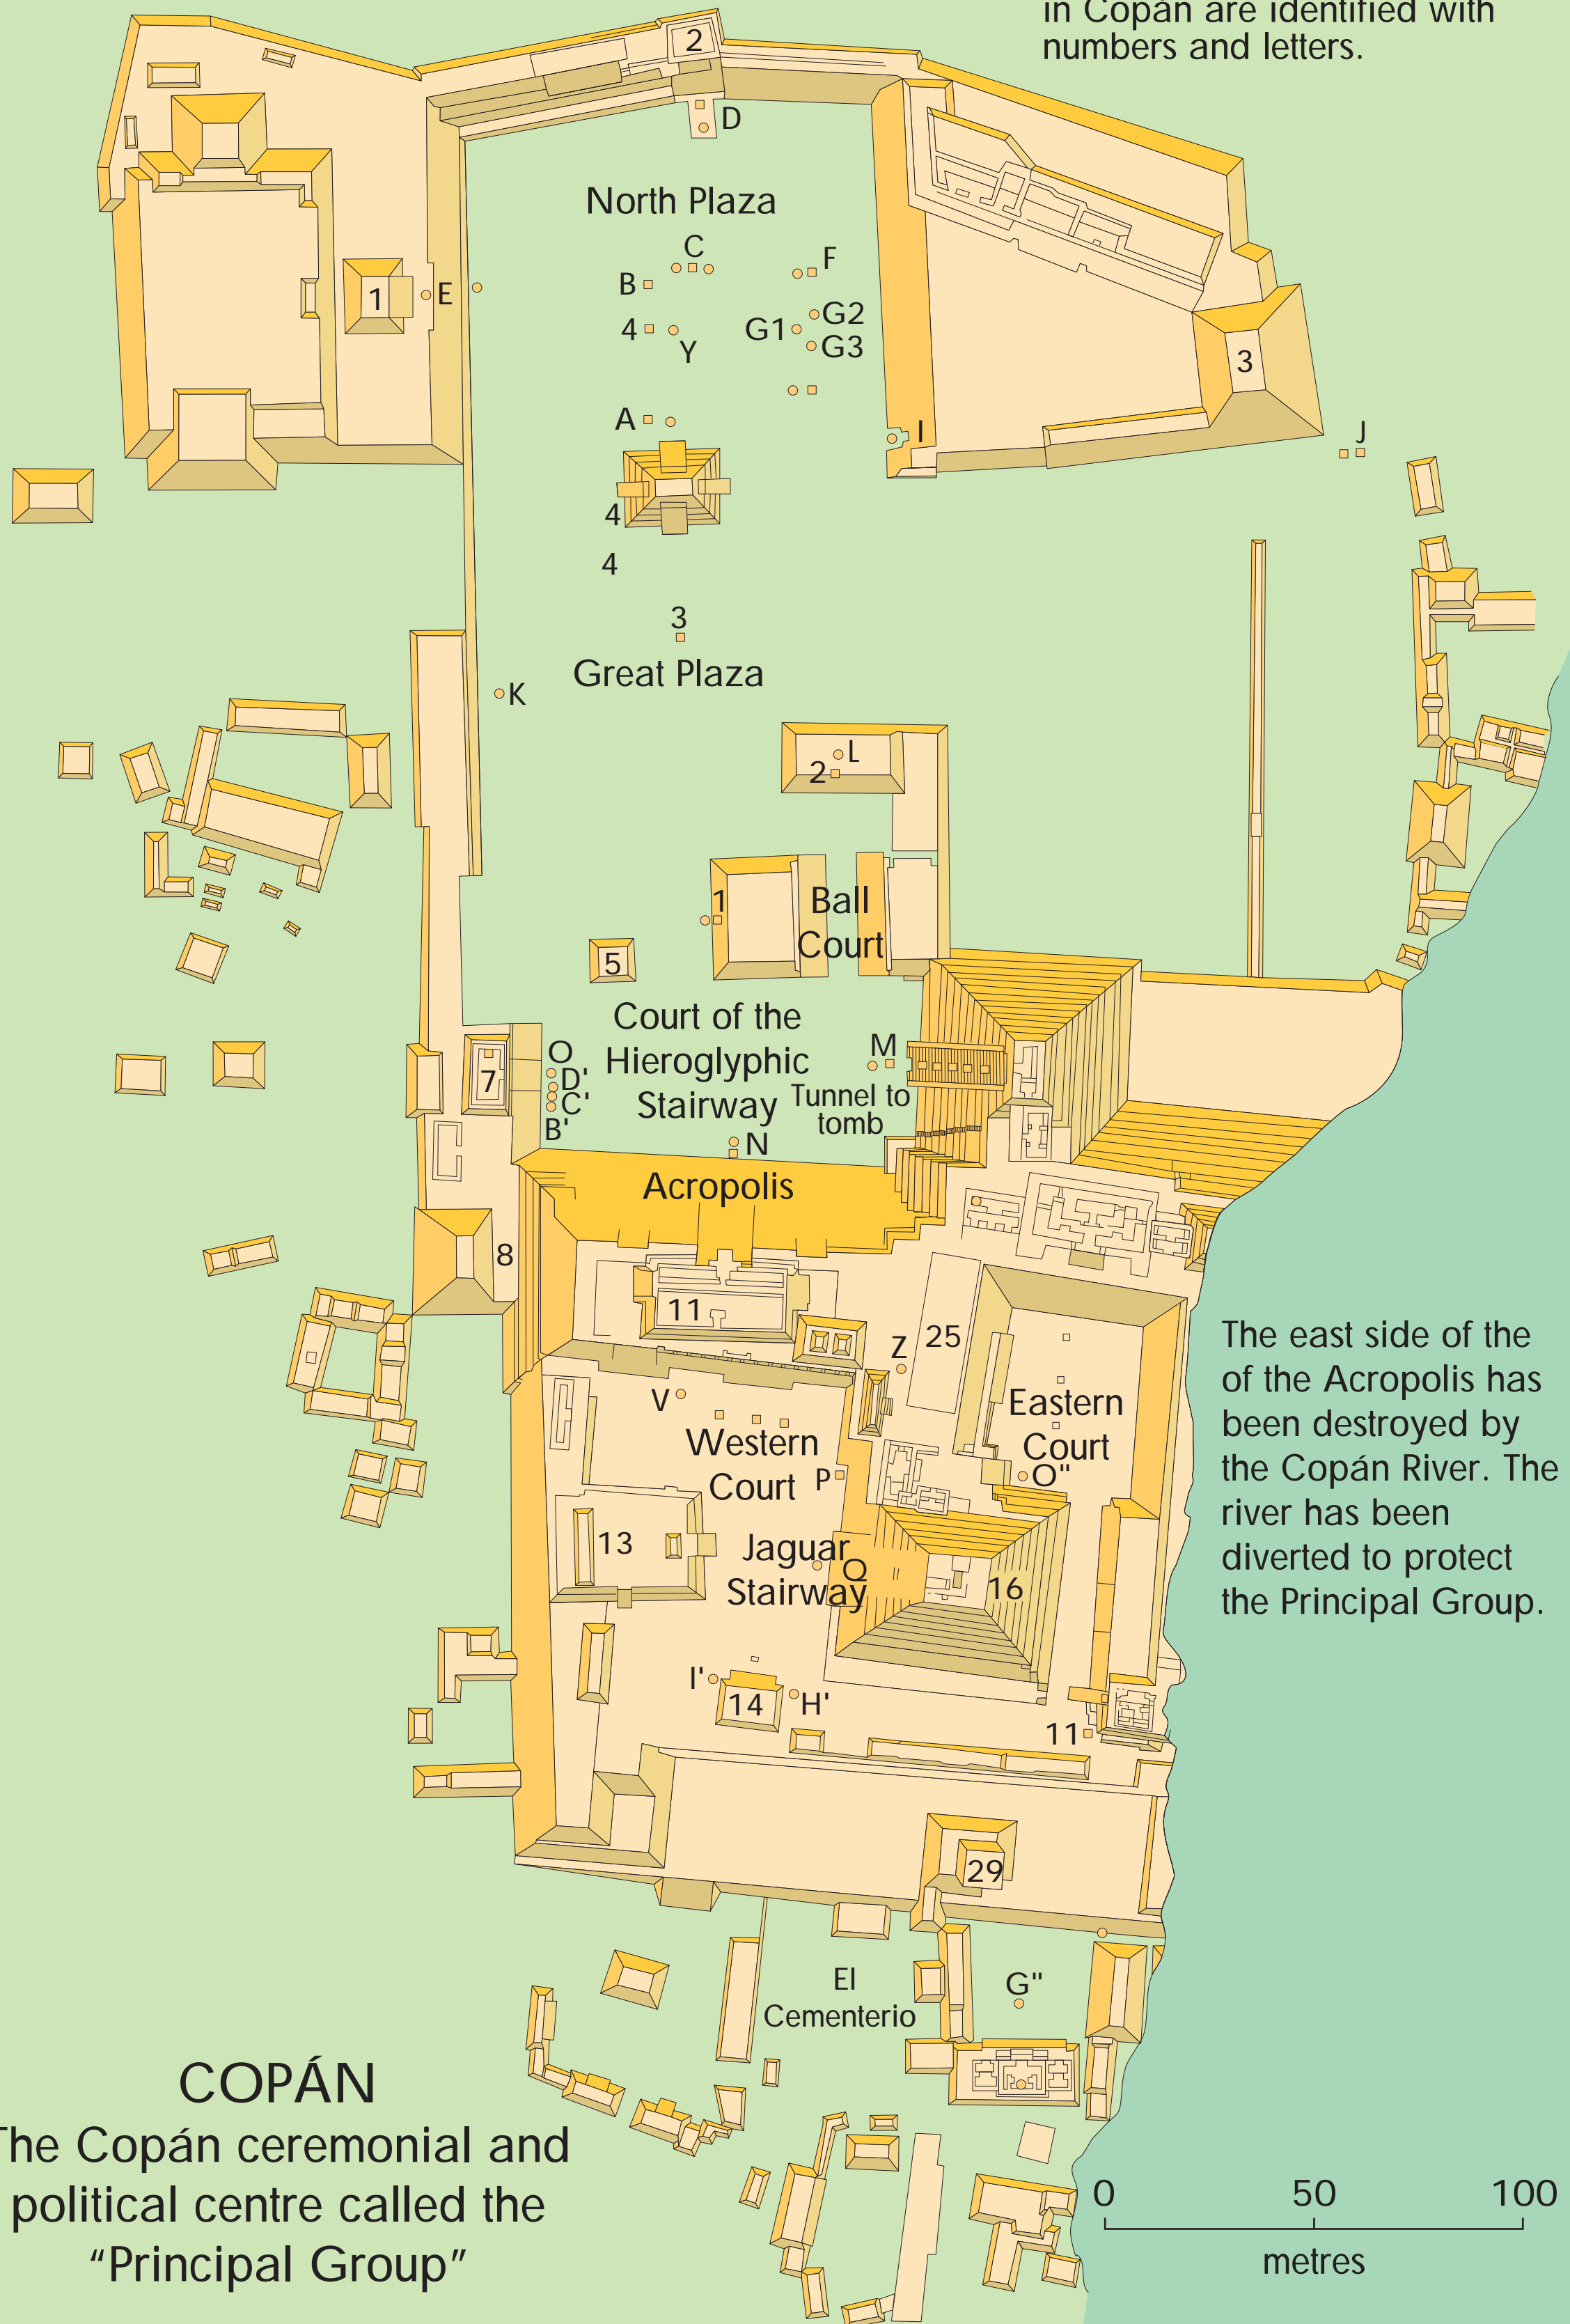 in Copán are identified with
numbers and letters.
2
D
North Plaza
C
B
F
1
E
G2
4
G1
G3
Y
3
A
I
J
4
4
3
Great Plaza
K
L
2
1
Ball
Court
5
Court of the
Hieroglyphic
Stairway
O
D'
C'
B'
7
M
Tunnel to
tomb
N
Acropolis
8
11
25
Z
V
Eastern
Court
Western
Court
P
O"
13
Jaguar
Stairway
Q
16
I'
14
H'
11
29
The east side of the
of the Acropolis has
been destroyed by
the Copán River. The
river has been
diverted to protect
the Principal Group.
El
Cementerio
G"
COPÁN
The Copán ceremonial and
political centre called the
“Principal Group”
0 50 100
metres